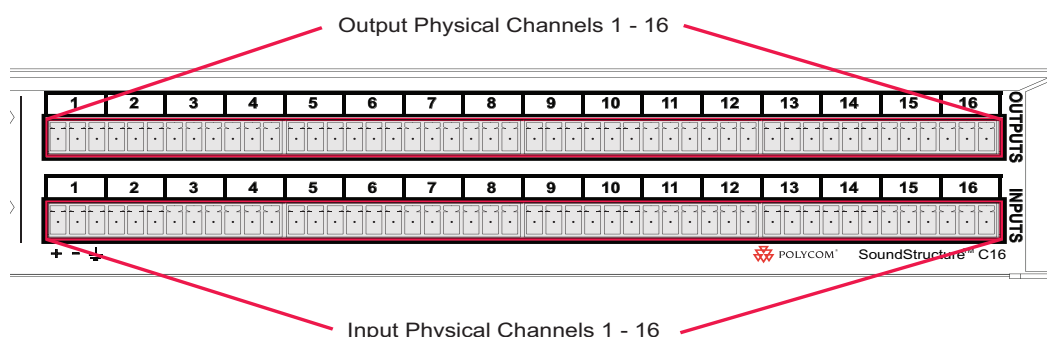 Output Physical Channels 1 - 16
1 2 3 4 5 6 7 8 9 10 11 12 13 14 15 16
OUTPUTS
1 2 3 4 5 6 7 8 9 10 11 12 13 14 15 16
INPUTS
+ - ⏚
POLYCOM® SoundStructure™ C16
Input Physical Channels 1 - 16